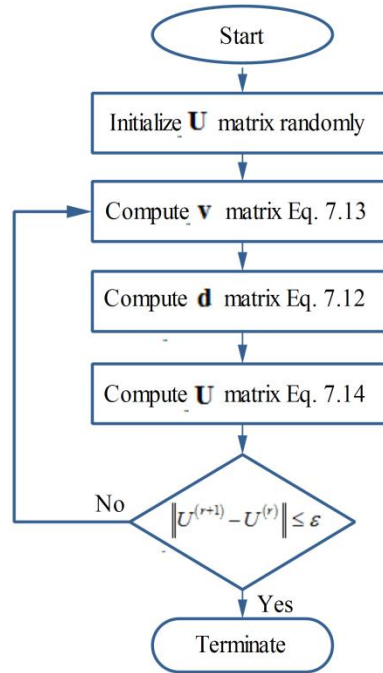 Start
Initialize U matrix randomly
Compute v matrix Eq. 7.13
Compute d matrix Eq. 7.12
Compute U matrix Eq. 7.14
No
‖U^(r+1) − U^(r)‖ ≤ ε
Yes
Terminate